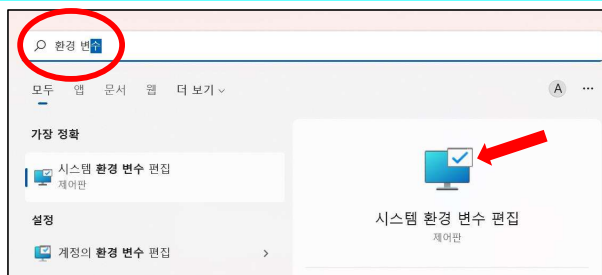 환경 변수
모두 앱 문서 웹 더 보기
A ...
가장 정확
시스템 환경 변수 편집
제어판
설정
계정의 환경 변수 편집
시스템 환경 변수 편집
제어판